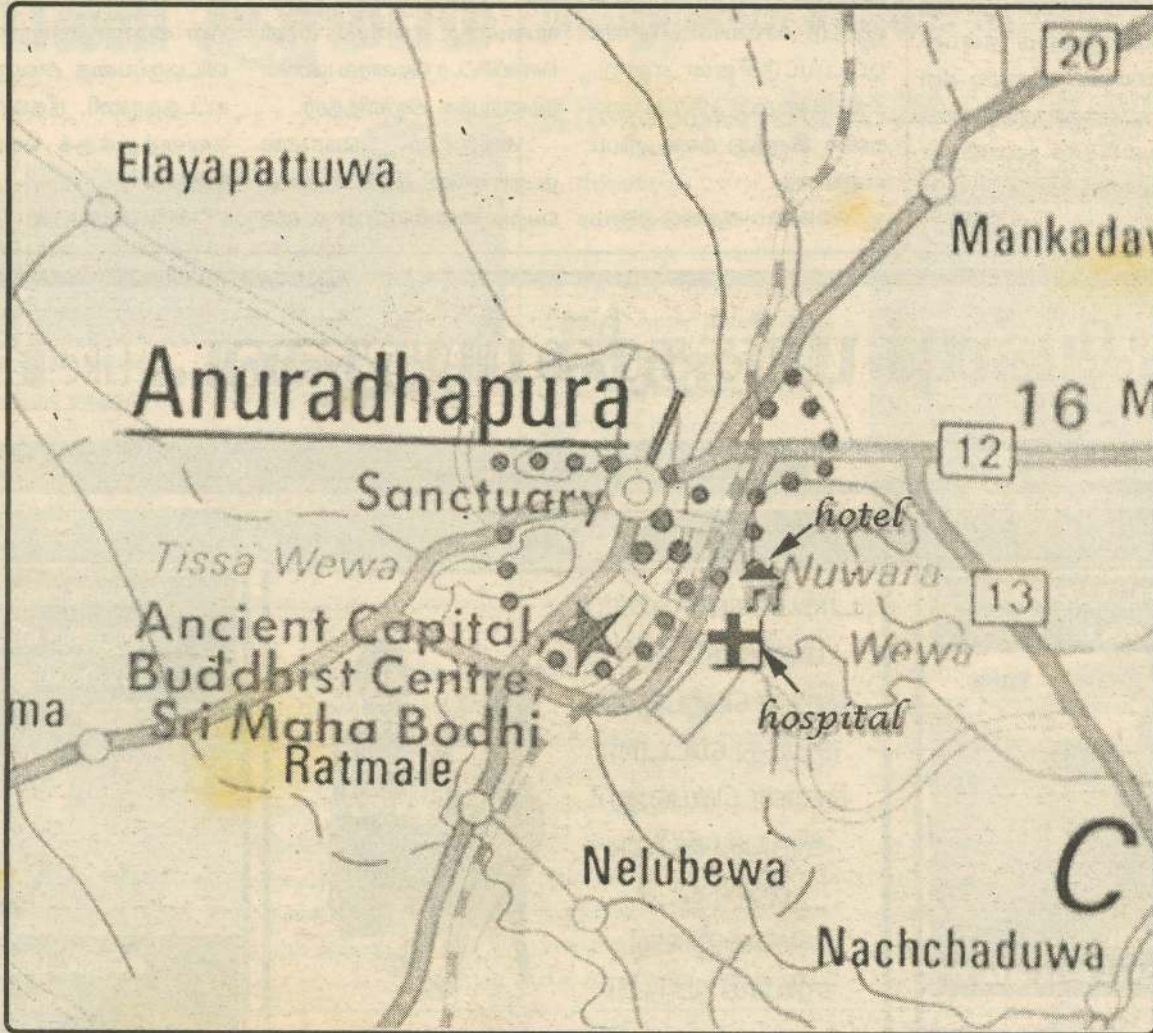 20
Elayapattuwa
Mankadav
Anuradhapura
16 M
12
Sanctuary
hotel
Tissa Wewa
Nuwara
13
Ancient Capital
Buddhist Centre,
Sri Maha Bodhi
Wewa
hospital
ma
Ratmale
Nelubewa
C
Nachchaduwa